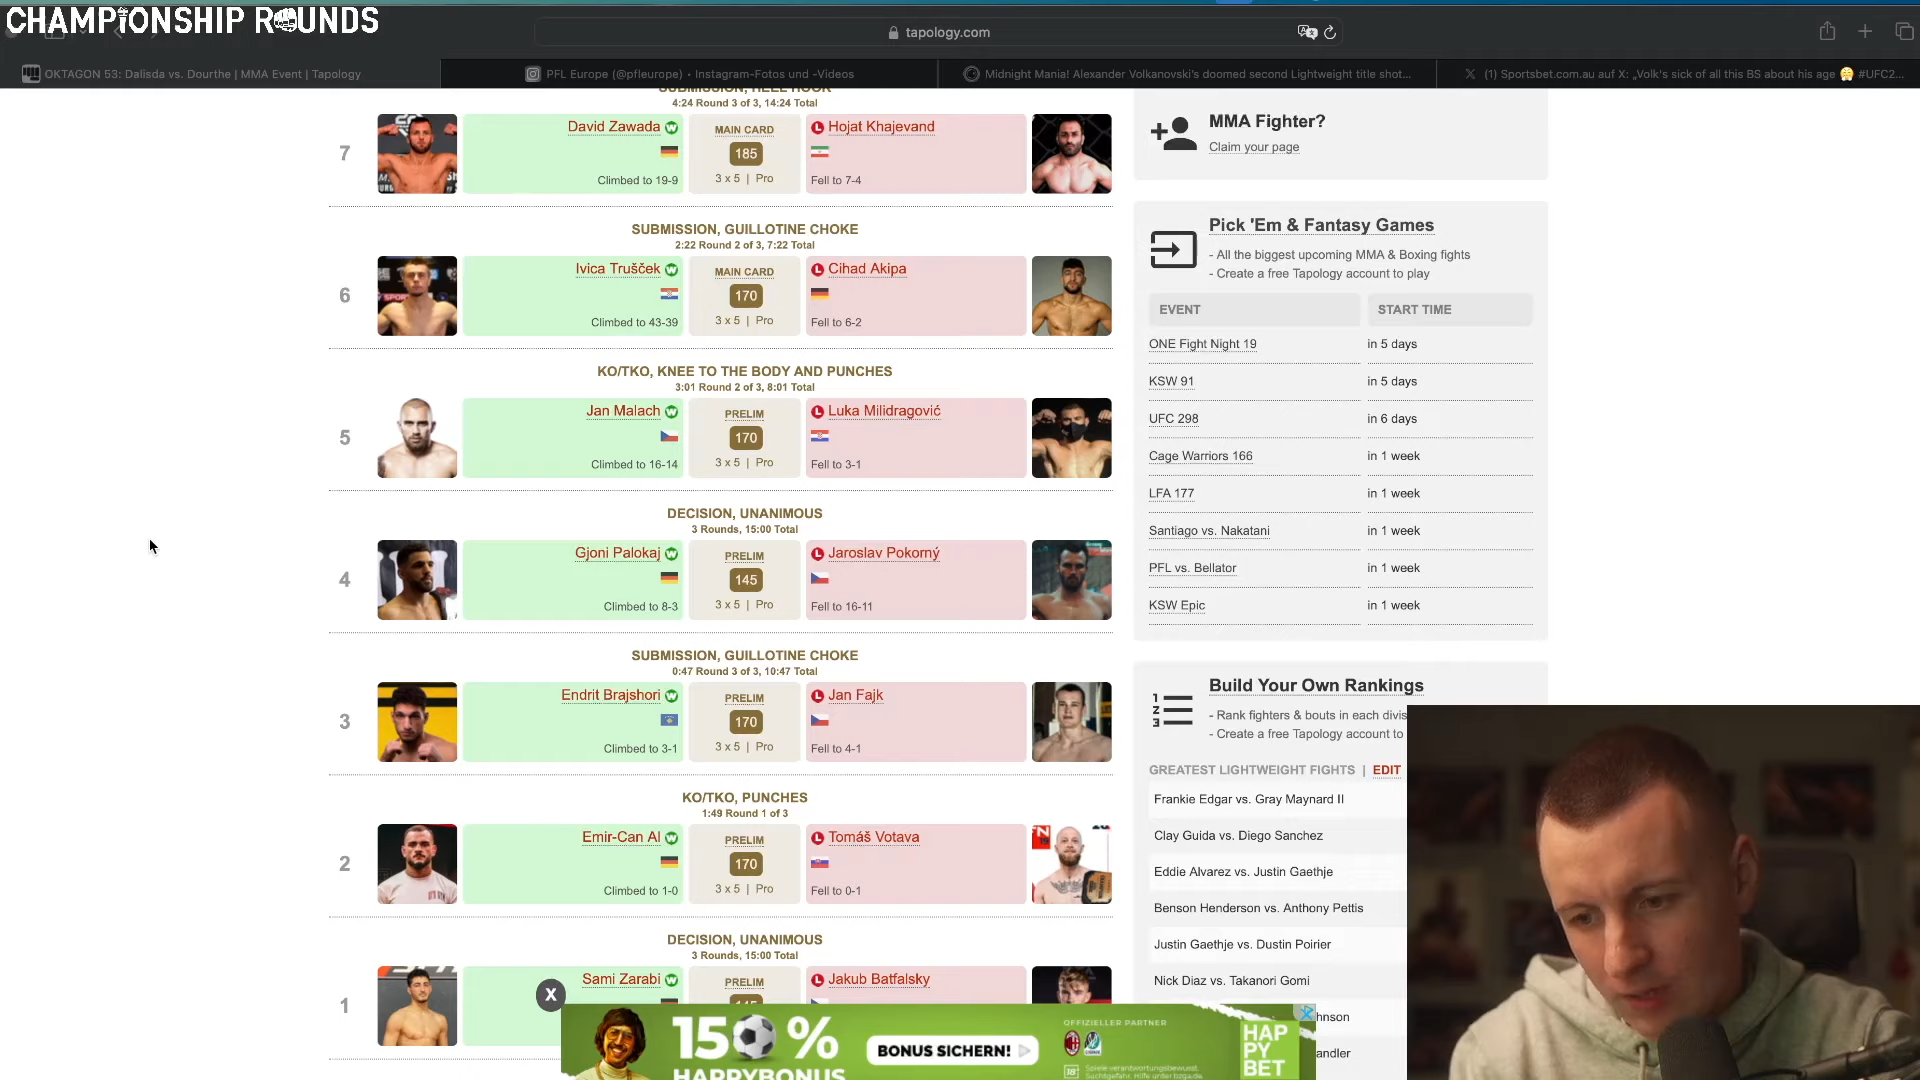 CHAMPIONSHIP ROUNDS
tapology.com
OKTAGON 53: Dalisda vs. Dourthe | MMA Event | Tapology
PFL Europe (@pfleurope) • Instagram-Fotos und -Videos
Midnight Mania! Alexander Volkanovski's doomed second Lightweight title shot...
(1) Sportsbet.com.au auf X: „Volk's sick of all this BS about his age 😤 #UFC2...
SUBMISSION, HEEL HOOK
4:24 Round 3 of 3, 14:24 Total
7
David Zawada W
Climbed to 19-9
MAIN CARD
185
3 x 5 | Pro
L Hojat Khajevand
Fell to 7-4
SUBMISSION, GUILLOTINE CHOKE
2:22 Round 2 of 3, 7:22 Total
6
Ivica Trušček W
Climbed to 43-39
MAIN CARD
170
3 x 5 | Pro
L Cihad Akipa
Fell to 6-2
KO/TKO, KNEE TO THE BODY AND PUNCHES
3:01 Round 2 of 3, 8:01 Total
5
Jan Malach W
Climbed to 16-14
PRELIM
170
3 x 5 | Pro
L Luka Milidragović
Fell to 3-1
DECISION, UNANIMOUS
3 Rounds, 15:00 Total
4
Gjoni Palokaj W
Climbed to 8-3
PRELIM
145
3 x 5 | Pro
L Jaroslav Pokorný
Fell to 16-11
SUBMISSION, GUILLOTINE CHOKE
0:47 Round 3 of 3, 10:47 Total
3
Endrit Brajshori W
Climbed to 3-1
PRELIM
170
3 x 5 | Pro
L Jan Fajk
Fell to 4-1
KO/TKO, PUNCHES
1:49 Round 1 of 3
2
Emir-Can Al W
Climbed to 1-0
PRELIM
170
3 x 5 | Pro
L Tomáš Votava
Fell to 0-1
DECISION, UNANIMOUS
3 Rounds, 15:00 Total
1
Sami Zarabi W
PRELIM
145
L Jakub Batfalsky
MMA Fighter?
Claim your page
Pick 'Em & Fantasy Games
- All the biggest upcoming MMA & Boxing fights
- Create a free Tapology account to play
EVENT START TIME
ONE Fight Night 19 in 5 days
KSW 91 in 5 days
UFC 298 in 6 days
Cage Warriors 166 in 1 week
LFA 177 in 1 week
Santiago vs. Nakatani in 1 week
PFL vs. Bellator in 1 week
KSW Epic in 1 week
1
2
3
Build Your Own Rankings
- Rank fighters & bouts in each divis
- Create a free Tapology account to
GREATEST LIGHTWEIGHT FIGHTS | EDIT
Frankie Edgar vs. Gray Maynard II
Clay Guida vs. Diego Sanchez
Eddie Alvarez vs. Justin Gaethje
Benson Henderson vs. Anthony Pettis
Justin Gaethje vs. Dustin Poirier
Nick Diaz vs. Takanori Gomi
hnson
andler
X
150 %
HAPPYBONUS
BONUS SICHERN!
OFFIZIELLER PARTNER
18+
Spiele verantwortungsbewusst.
HAP
PY
BET